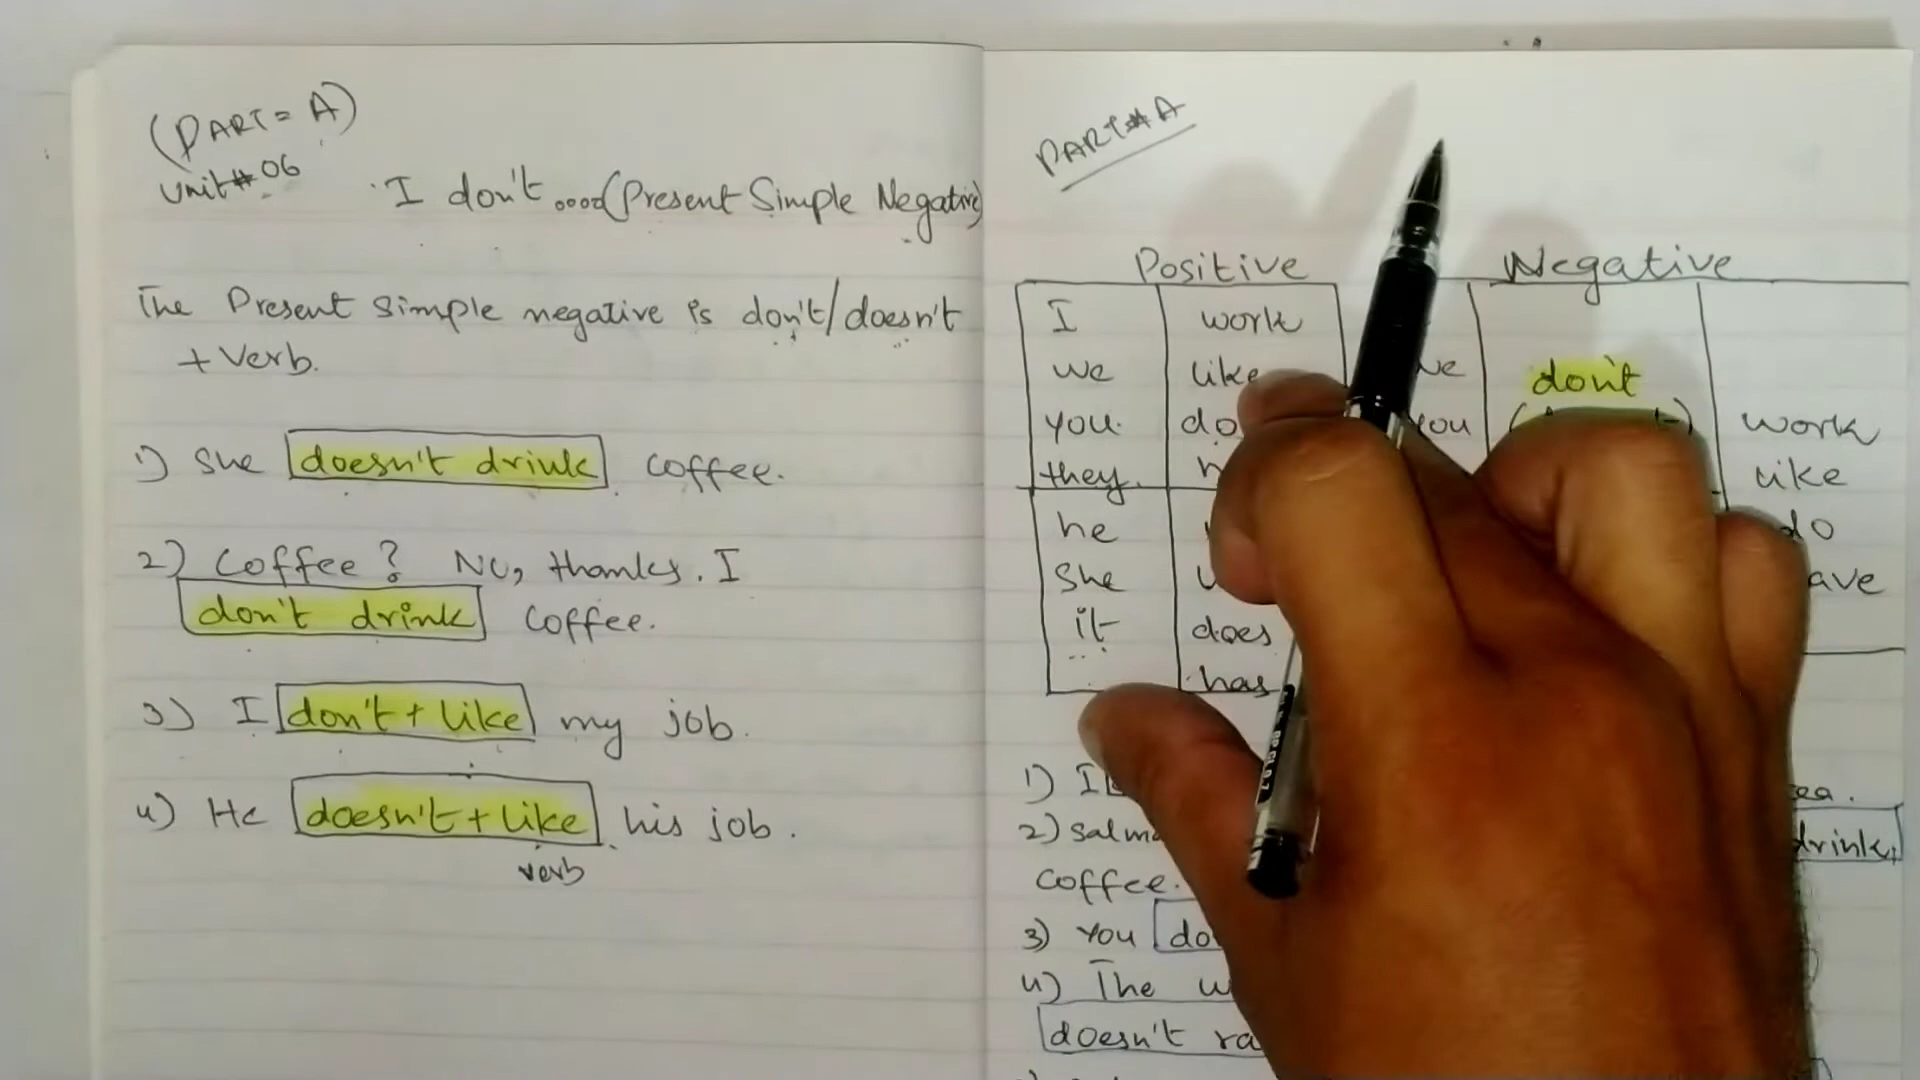 (PART = A)
Unit # 06
I don't ....(Present Simple Negative)
The Present Simple negative is don't/doesn't
+ Verb.
1) She doesn't drink coffee.
2) Coffee? No, thanks. I
don't drink coffee.
3) I don't + like my job.
4) He doesn't + like his job.
verb
PART # A
Positive Negative
I work
we like
you
they
he
she
it does
has
don't
you
work
like
do
1) I
2)
drink,
coffee.
3) You
4) The
doesn't